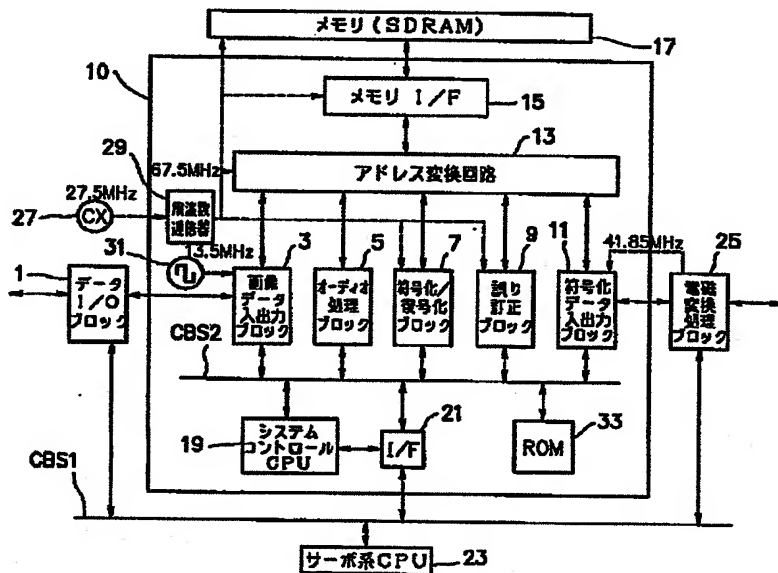 メモリ(SDRAM)
17
10
メモリ I/F
15
13
アドレス変換回路
29
67.5MHz
27.5MHz
27
CX
周波数
逓倍器
31
13.5MHz
3
5
7
9
11
41.85MHz
25
1
データ
I/O
ブロック
画像
データ
入出力
ブロック
オーディオ
処理
ブロック
符号化/
復号化
ブロック
誤り
訂正
ブロック
符号化
データ
入出力
ブロック
電磁
変換
処理
ブロック
CBS2
19
システム
コントロール
CPU
21
I/F
33
ROM
CBS1
サーボ系CPU
23